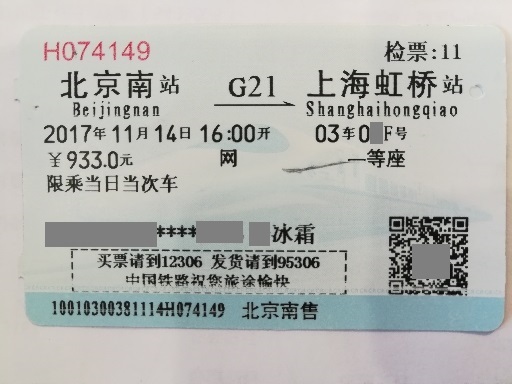 H074149 检票:11
北京南站 G21 上海虹桥站
Beijingnan Shanghaihongqiao
2017年11月14日16:00开 03车0 F号
￥933.0元 网 一等座
限乘当日当次车
**** 冰霜
买票请到12306 发货请到95306
中国铁路祝您旅途愉快
10010300381114H074149 北京南售